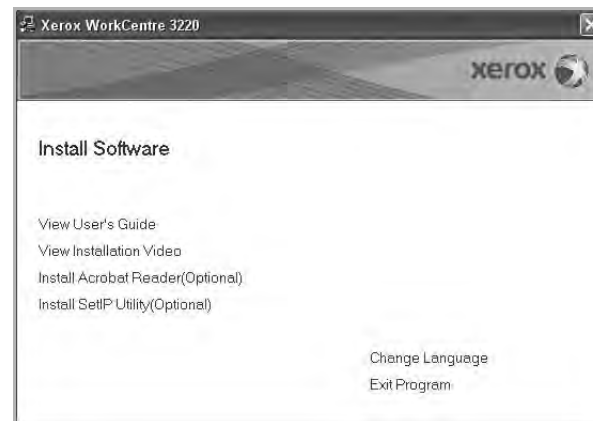 Xerox WorkCentre 3220
xerox
Install Software
View User's Guide
View Installation Video
Install Acrobat Reader(Optional)
Install SetIP Utility(Optional)
Change Language
Exit Program